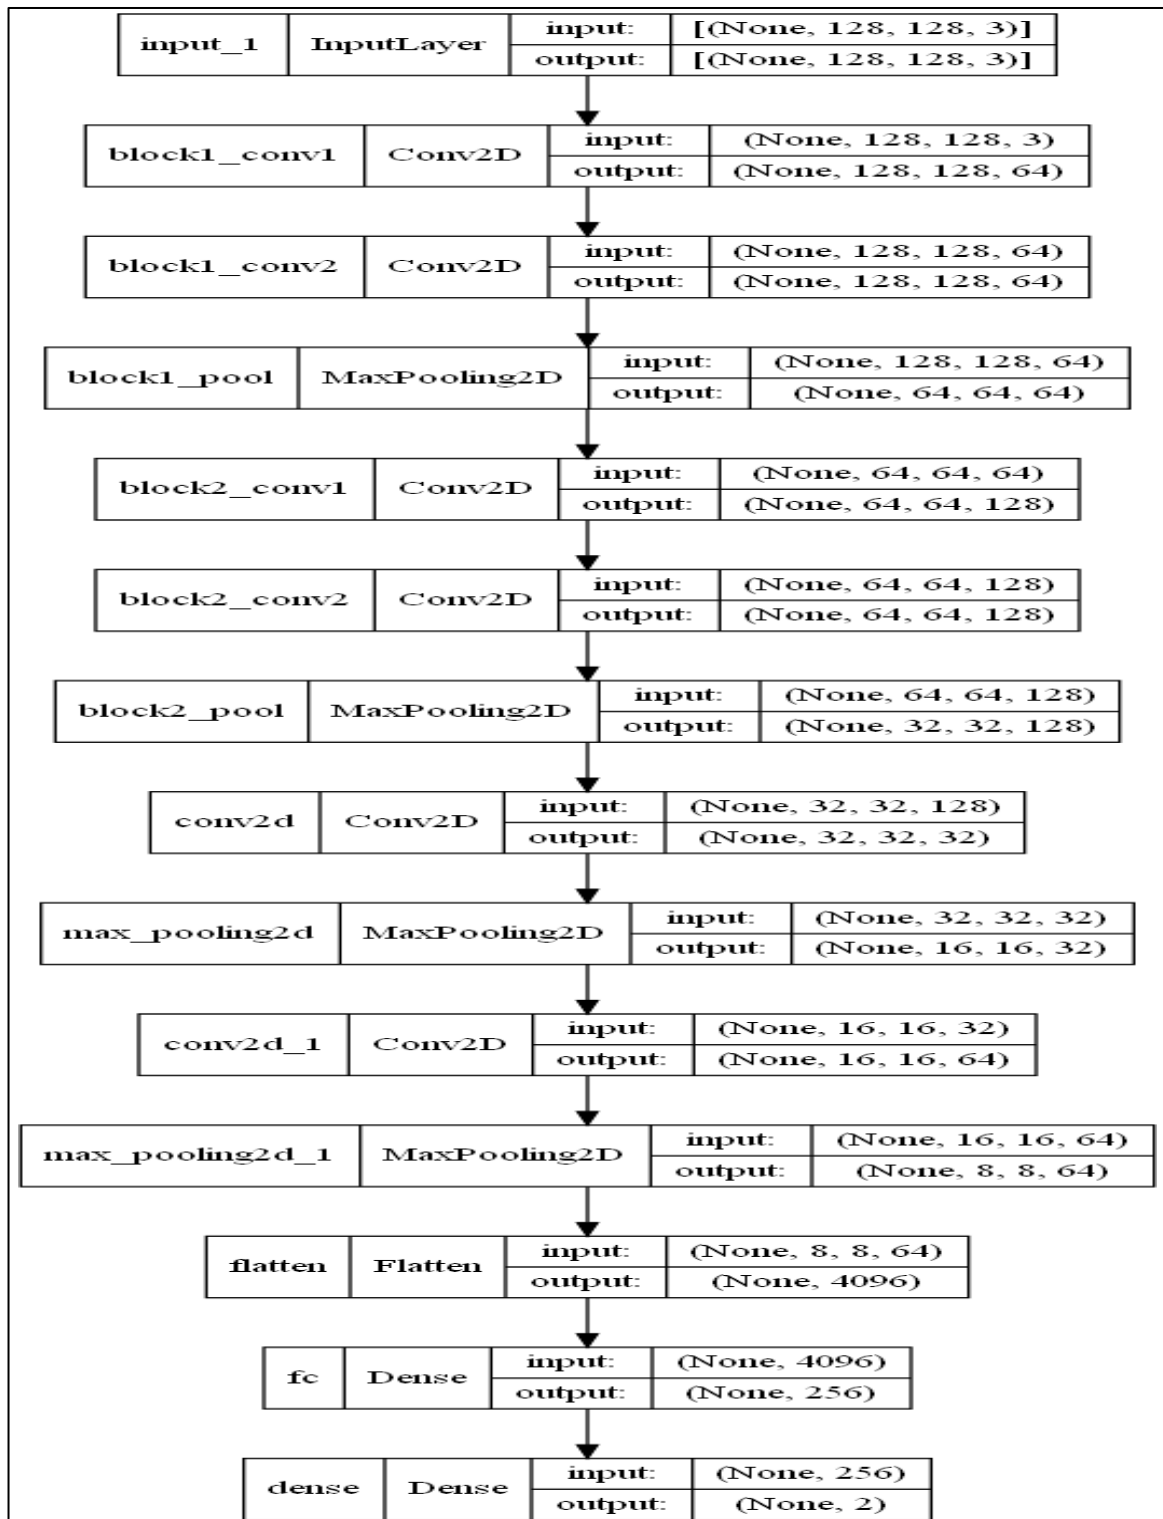 input_1 InputLayer input: [(None, 128, 128, 3)]
output: [(None, 128, 128, 3)]
block1_conv1 Conv2D input: (None, 128, 128, 3)
output: (None, 128, 128, 64)
block1_conv2 Conv2D input: (None, 128, 128, 64)
output: (None, 128, 128, 64)
block1_pool MaxPooling2D input: (None, 128, 128, 64)
output: (None, 64, 64, 64)
block2_conv1 Conv2D input: (None, 64, 64, 64)
output: (None, 64, 64, 128)
block2_conv2 Conv2D input: (None, 64, 64, 128)
output: (None, 64, 64, 128)
block2_pool MaxPooling2D input: (None, 64, 64, 128)
output: (None, 32, 32, 128)
conv2d Conv2D input: (None, 32, 32, 128)
output: (None, 32, 32, 32)
max_pooling2d MaxPooling2D input: (None, 32, 32, 32)
output: (None, 16, 16, 32)
conv2d_1 Conv2D input: (None, 16, 16, 32)
output: (None, 16, 16, 64)
max_pooling2d_1 MaxPooling2D input: (None, 16, 16, 64)
output: (None, 8, 8, 64)
flatten Flatten input: (None, 8, 8, 64)
output: (None, 4096)
fc Dense input: (None, 4096)
output: (None, 256)
dense Dense input: (None, 256)
output: (None, 2)